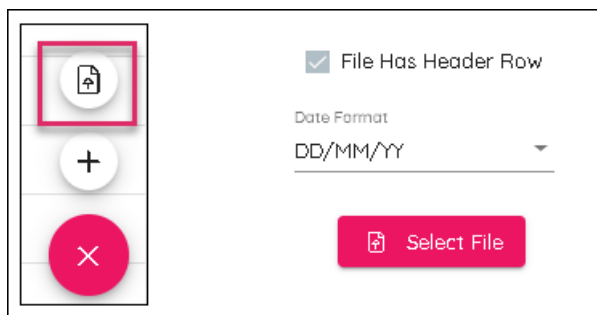 File Has Header Row
Date Format
DD/MM/YY
Select File